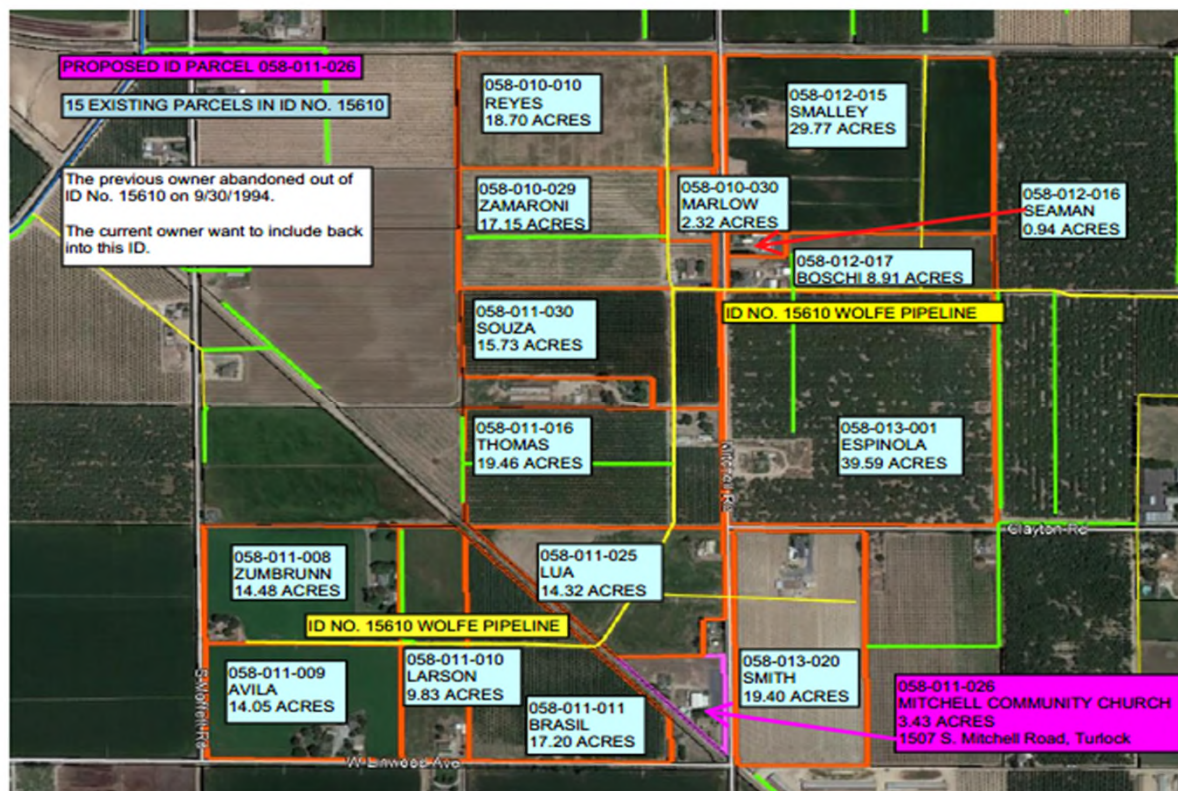 PROPOSED ID PARCEL 058-011-026
15 EXISTING PARCELS IN ID NO. 15610
The previous owner abandoned out of
ID No. 15610 on 9/30/1994.
The current owner want to include back
into this ID.
058-010-010
REYES
18.70 ACRES
058-012-015
SMALLEY
29.77 ACRES
058-010-029
ZAMARONI
17.15 ACRES
058-010-030
MARLOW
2.32 ACRES
058-012-016
SEAMAN
0.94 ACRES
058-012-017
BOSCHI 8.91 ACRES
058-011-030
SOUZA
15.73 ACRES
ID NO. 15610 WOLFE PIPELINE
058-011-016
THOMAS
19.46 ACRES
058-013-001
ESPINOLA
39.59 ACRES
Mitchell Rd
Clayton Rd
058-011-008
ZUMBRUNN
14.48 ACRES
058-011-025
LUA
14.32 ACRES
ID NO. 15610 WOLFE PIPELINE
058-011-009
AVILA
14.05 ACRES
058-011-010
LARSON
9.83 ACRES
058-011-011
BRASIL
17.20 ACRES
058-013-020
SMITH
19.40 ACRES
058-011-026
MITCHELL COMMUNITY CHURCH
3.43 ACRES
1507 S. Mitchell Road, Turlock
W Linwood Ave